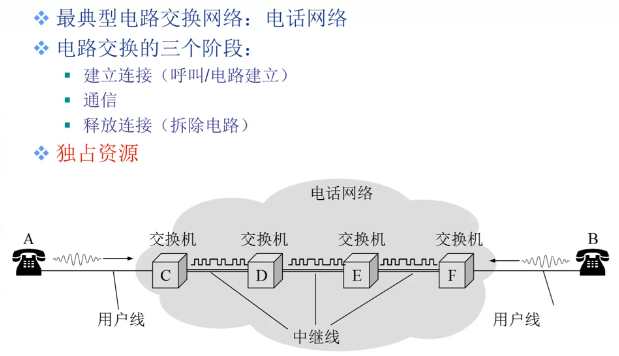 最典型电路交换网络：电话网络
电路交换的三个阶段：
建立连接（呼叫/电路建立）
通信
释放连接（拆除电路）
独占资源
电话网络
A 交换机 交换机 交换机 交换机 B
C D E F
用户线 中继线 用户线